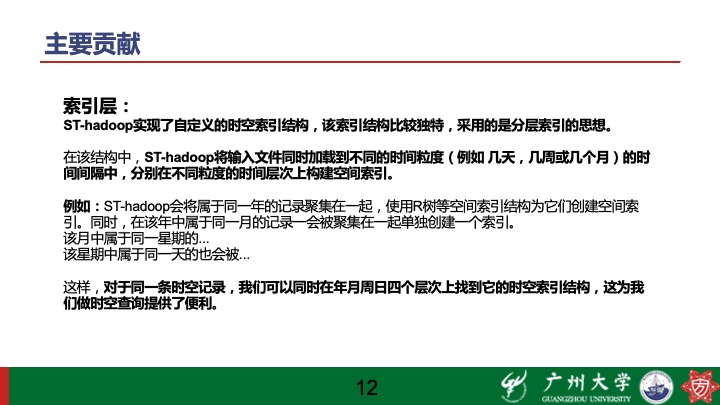 主要贡献
索引层：
ST-hadoop实现了自定义的时空索引结构，该索引结构比较独特，采用的是分层索引的思想。
在该结构中，ST-hadoop将输入文件同时加载到不同的时间粒度（例如 几天，几周或几个月）的时
间间隔中，分别在不同粒度的时间层次上构建空间索引。
例如：ST-hadoop会将属于同一年的记录聚集在一起，使用R树等空间索引结构为它们创建空间索
引。同时，在该年中属于同一月的记录一会被聚集在一起单独创建一个索引。
该月中属于同一星期的...
该星期中属于同一天的也会被...
这样，对于同一条时空记录，我们可以同时在年月周日四个层次上找到它的时空索引结构，这为我
们做时空查询提供了便利。
12
广州大学
GUANGZHOU UNIVERSITY